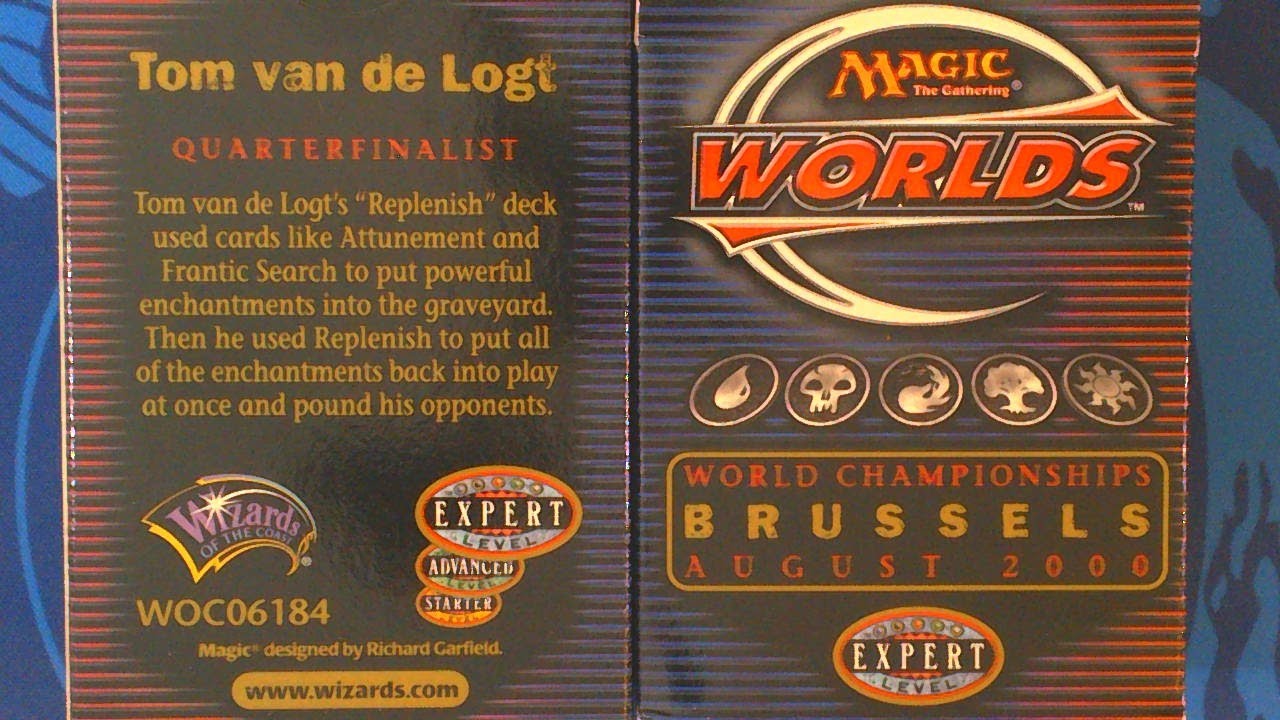 Tom van de Logt
QUARTERFINALIST
Tom van de Logt's “Replenish” deck
used cards like Attunement and
Frantic Search to put powerful
enchantments into the graveyard.
Then he used Replenish to put all
of the enchantments back into play
at once and pound his opponents.
Wizards
OF THE COAST®
EXPERT
LEVEL
ADVANCED
LEVEL
STARTER
LEVEL
WOC06184
Magic® designed by Richard Garfield.
www.wizards.com
MAGIC
The Gathering®
WORLDS™
WORLD CHAMPIONSHIPS
BRUSSELS
AUGUST 2000
EXPERT
LEVEL